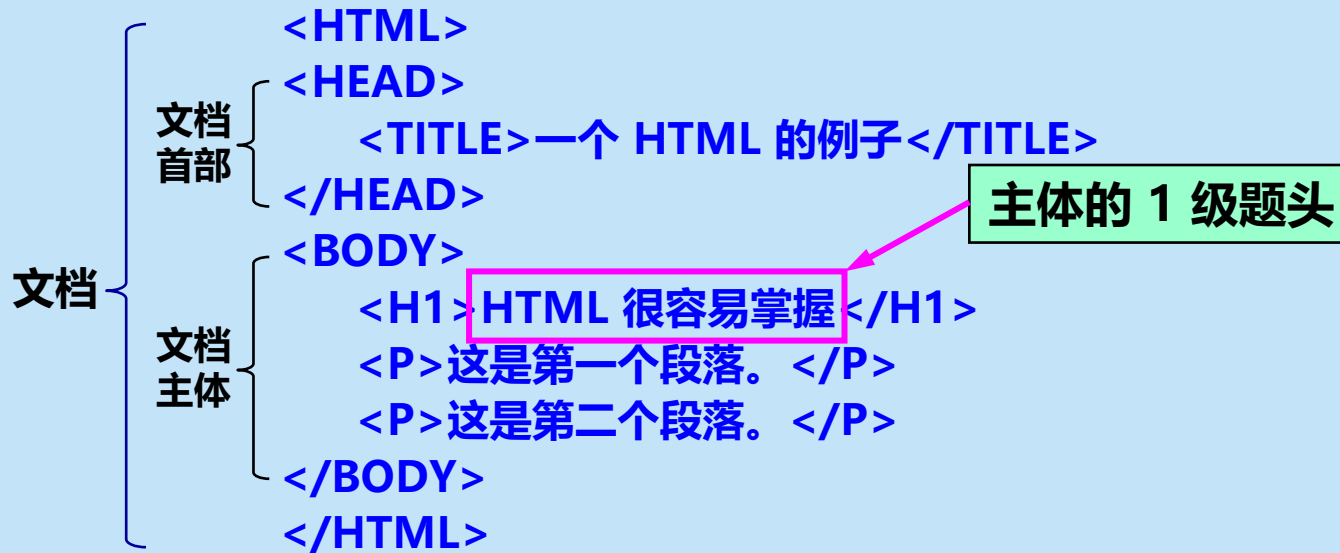 <HTML>
<HEAD>
文档
首部
<TITLE>一个 HTML 的例子</TITLE>
</HEAD>
主体的 1 级题头
<BODY>
文档
<H1>HTML 很容易掌握</H1>
文档
主体
<P>这是第一个段落。</P>
<P>这是第二个段落。</P>
</BODY>
</HTML>